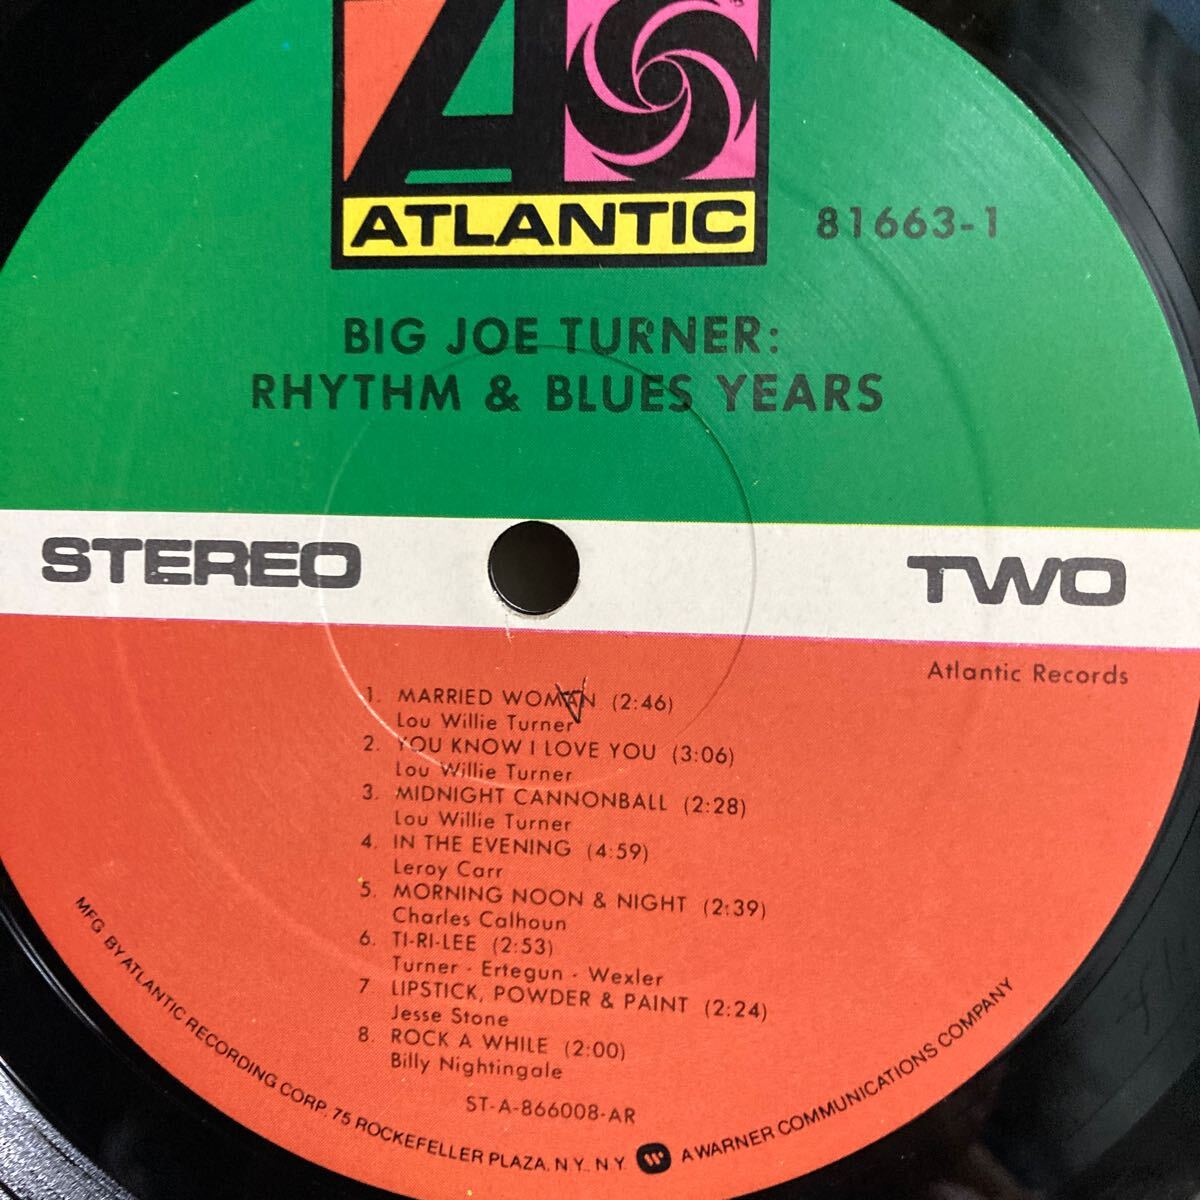 ATLANTIC
81663-1
BIG JOE TURNER:
RHYTHM & BLUES YEARS
STEREO
TWO
Atlantic Records
1. MARRIED WOMAN (2:46)
Lou Willie Turner
2. YOU KNOW I LOVE YOU (3:06)
Lou Willie Turner
3. MIDNIGHT CANNONBALL (2:28)
Lou Willie Turner
4. IN THE EVENING (4:59)
Leroy Carr
5. MORNING NOON & NIGHT (2:39)
Charles Calhoun
6. TI-RI-LEE (2:53)
Turner - Ertegun - Wexler
7 LIPSTICK, POWDER & PAINT (2:24)
Jesse Stone
8. ROCK A WHILE (2:00)
Billy Nightingale
ST-A-866008-AR
MFG BY ATLANTIC RECORDING CORP. 75 ROCKEFELLER PLAZA, N.Y., N.Y. A WARNER COMMUNICATIONS COMPANY